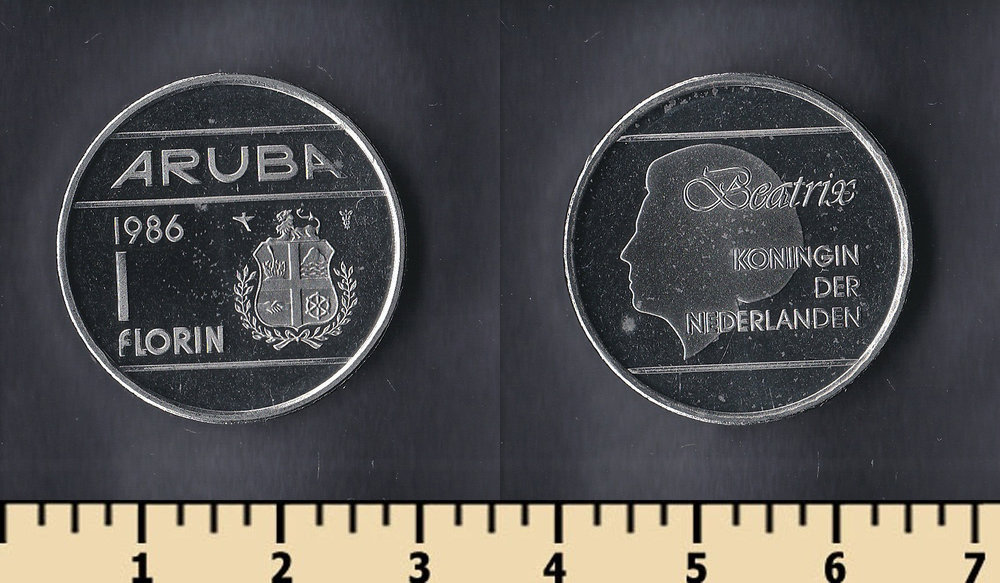 ARUBA
1986
1
FLORIN
Beatrix
KONINGIN
DER
NEDERLANDEN
1 2 3 4 5 6 7